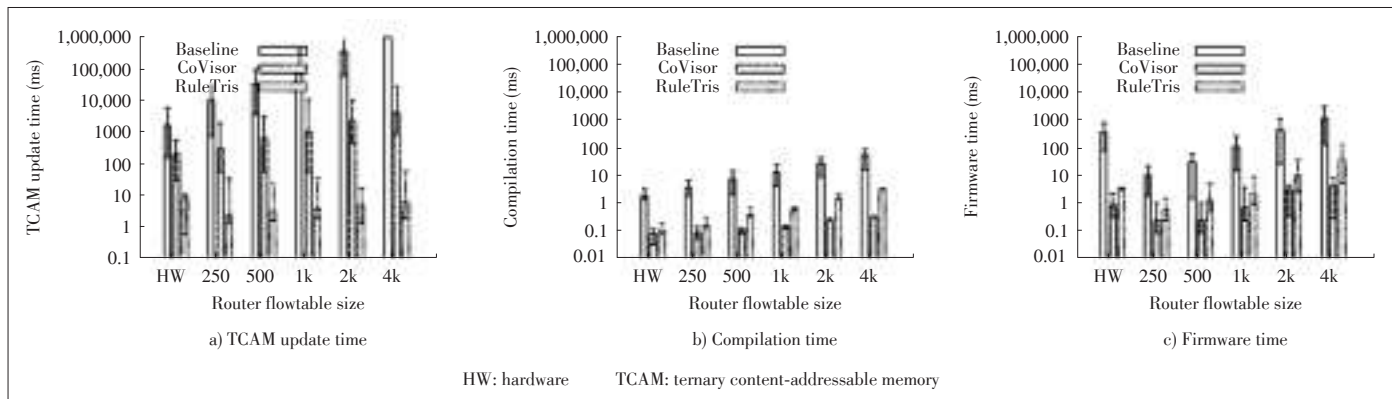 1,000,000
100,000
10,000
1000
100
10
1
0.1
TCAM update time (ms)
Baseline
CoVisor
RuleTris
HW 250 500 1k 2k 4k
Router flowtable size
a) TCAM update time
1,000,000
100,000
10,000
1000
100
10
1
0.1
0.01
Compilation time (ms)
Baseline
CoVisor
RuleTris
HW 250 500 1k 2k 4k
Router flowtable size
b) Compilation time
1,000,000
100,000
10,000
1000
100
10
1
0.1
0.01
Firmware time (ms)
Baseline
CoVisor
RuleTris
HW 250 500 1k 2k 4k
Router flowtable size
c) Firmware time
HW: hardware TCAM: ternary content-addressable memory